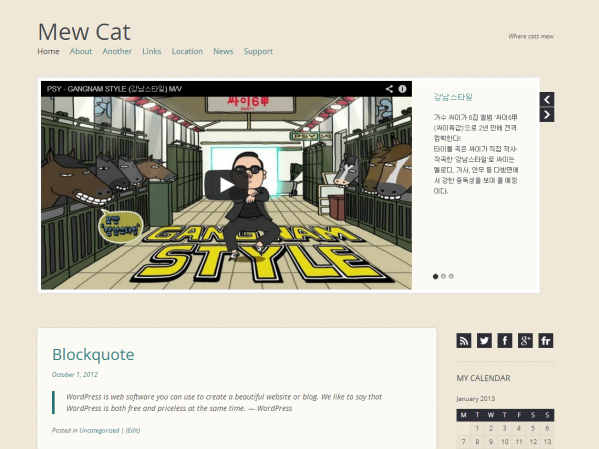 Mew Cat
Where cats mew
Home About Another Links Location News Support
PSY - GANGNAM STYLE (강남스타일) M/V
싸이6甲
PART1
강남스타일
GANGNAM
STYLE
강남스타일
가수 싸이가 6집 앨범 '싸이6甲
(싸이육갑)'으로 2년 만에 전격
컴백한다!
타이틀 곡은 싸이가 직접 작사·
작곡한 '강남스타일'로 싸이는
멜로디, 가사, 안무 등 다방면에
서 강한 중독성을 보여 줄 예정
이다.
Blockquote
October 1, 2012
WordPress is web software you can use to create a beautiful website or blog. We like to say that
WordPress is both free and priceless at the same time. — WordPress
Posted in Uncategorized | (Edit)
MY CALENDAR
January 2013
M T W T F S S
1 2 3 4 5 6
7 8 9 10 11 12 13